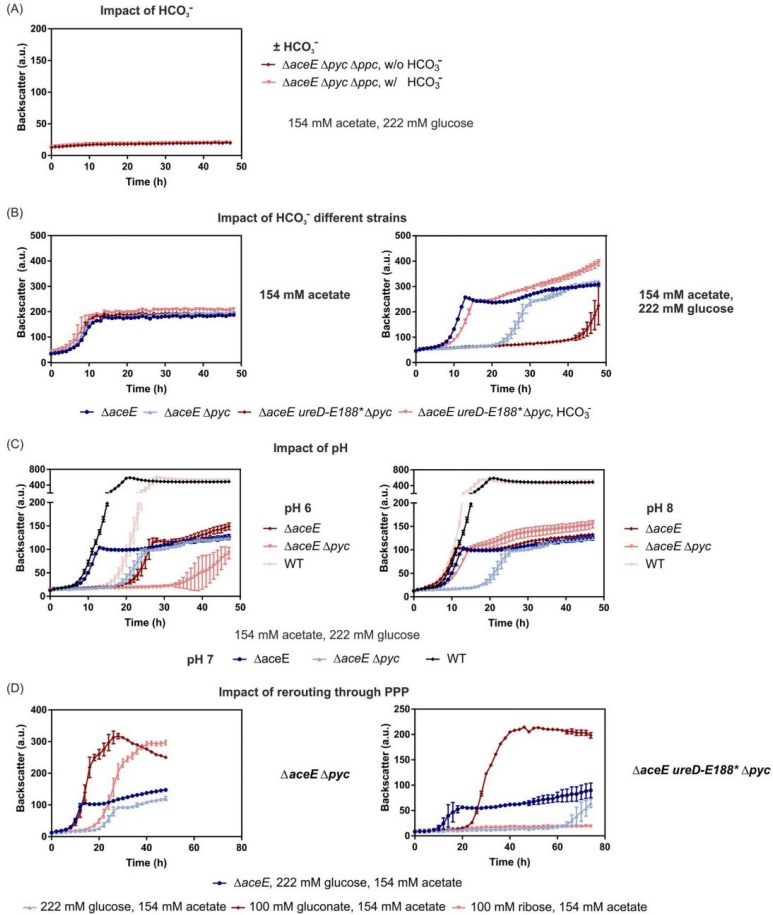 (A)
Impact of HCO₃⁻
200
150
100
50
0
Backscatter (a.u.)
0 10 20 30 40 50
Time (h)
± HCO₃⁻
ΔaceE Δpyc Δppc, w/o HCO₃⁻
ΔaceE Δpyc Δppc, w/ HCO₃⁻
154 mM acetate, 222 mM glucose
(B)
Impact of HCO₃⁻ different strains
500
400
300
200
100
0
Backscatter (a.u.)
0 10 20 30 40 50
Time (h)
154 mM acetate
500
400
300
200
100
0
Backscatter (a.u.)
0 10 20 30 40 50
Time (h)
154 mM acetate,
222 mM glucose
ΔaceE ΔaceE Δpyc ΔaceE ureD-E188* Δpyc ΔaceE ureD-E188* Δpyc, HCO₃⁻
(C)
Impact of pH
800
600
400
200
150
100
50
0
Backscatter (a.u.)
0 10 20 30 40 50
Time (h)
pH 6
ΔaceE
ΔaceE Δpyc
WT
800
600
400
200
150
100
50
0
Backscatter (a.u.)
0 10 20 30 40 50
Time (h)
pH 8
ΔaceE
ΔaceE Δpyc
WT
154 mM acetate, 222 mM glucose
pH 7 ΔaceE ΔaceE Δpyc WT
(D)
Impact of rerouting through PPP
400
300
200
100
0
Backscatter (a.u.)
0 20 40 60 80
Time (h)
ΔaceE Δpyc
250
200
150
100
50
0
Backscatter (a.u.)
0 20 40 60 80
Time (h)
ΔaceE ureD-E188* Δpyc
ΔaceE, 222 mM glucose, 154 mM acetate
222 mM glucose, 154 mM acetate 100 mM gluconate, 154 mM acetate 100 mM ribose, 154 mM acetate